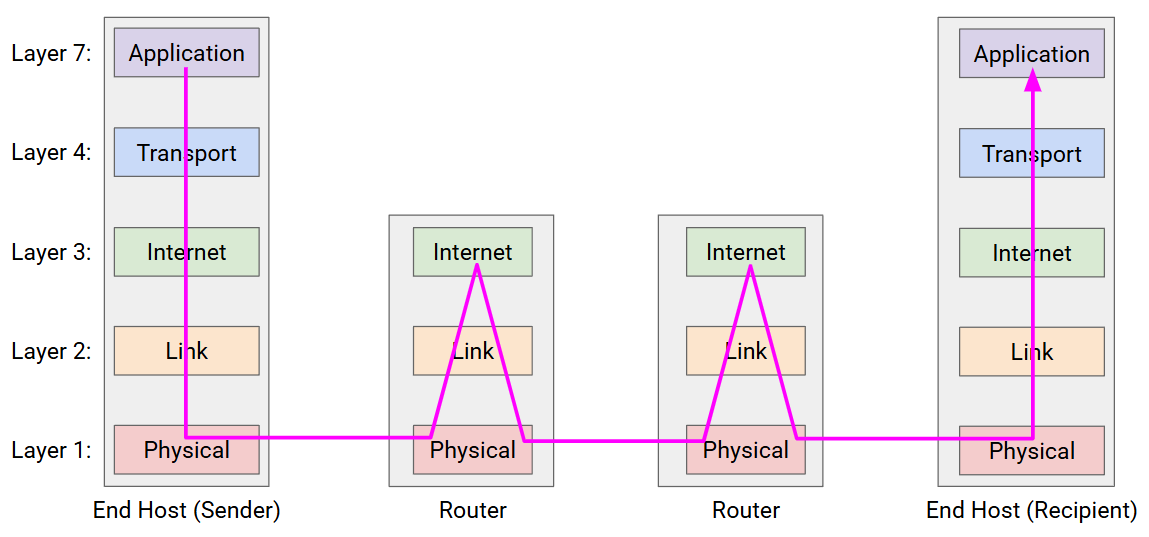 Layer 7:
Application
Application
Layer 4:
Transport
Transport
Layer 3:
Internet
Internet
Internet
Internet
Layer 2:
Link
Link
Link
Link
Layer 1:
Physical
Physical
Physical
Physical
End Host (Sender)
Router
Router
End Host (Recipient)